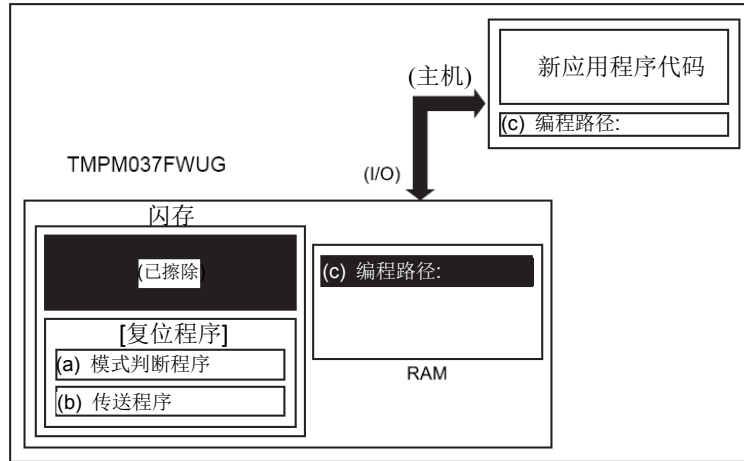 新应用程序代码
(主机)
(c) 编程路径:
TMPM037FWUG
(I/O)
闪存
(已擦除)
(c) 编程路径:
[复位程序]
(a) 模式判断程序
RAM
(b) 传送程序